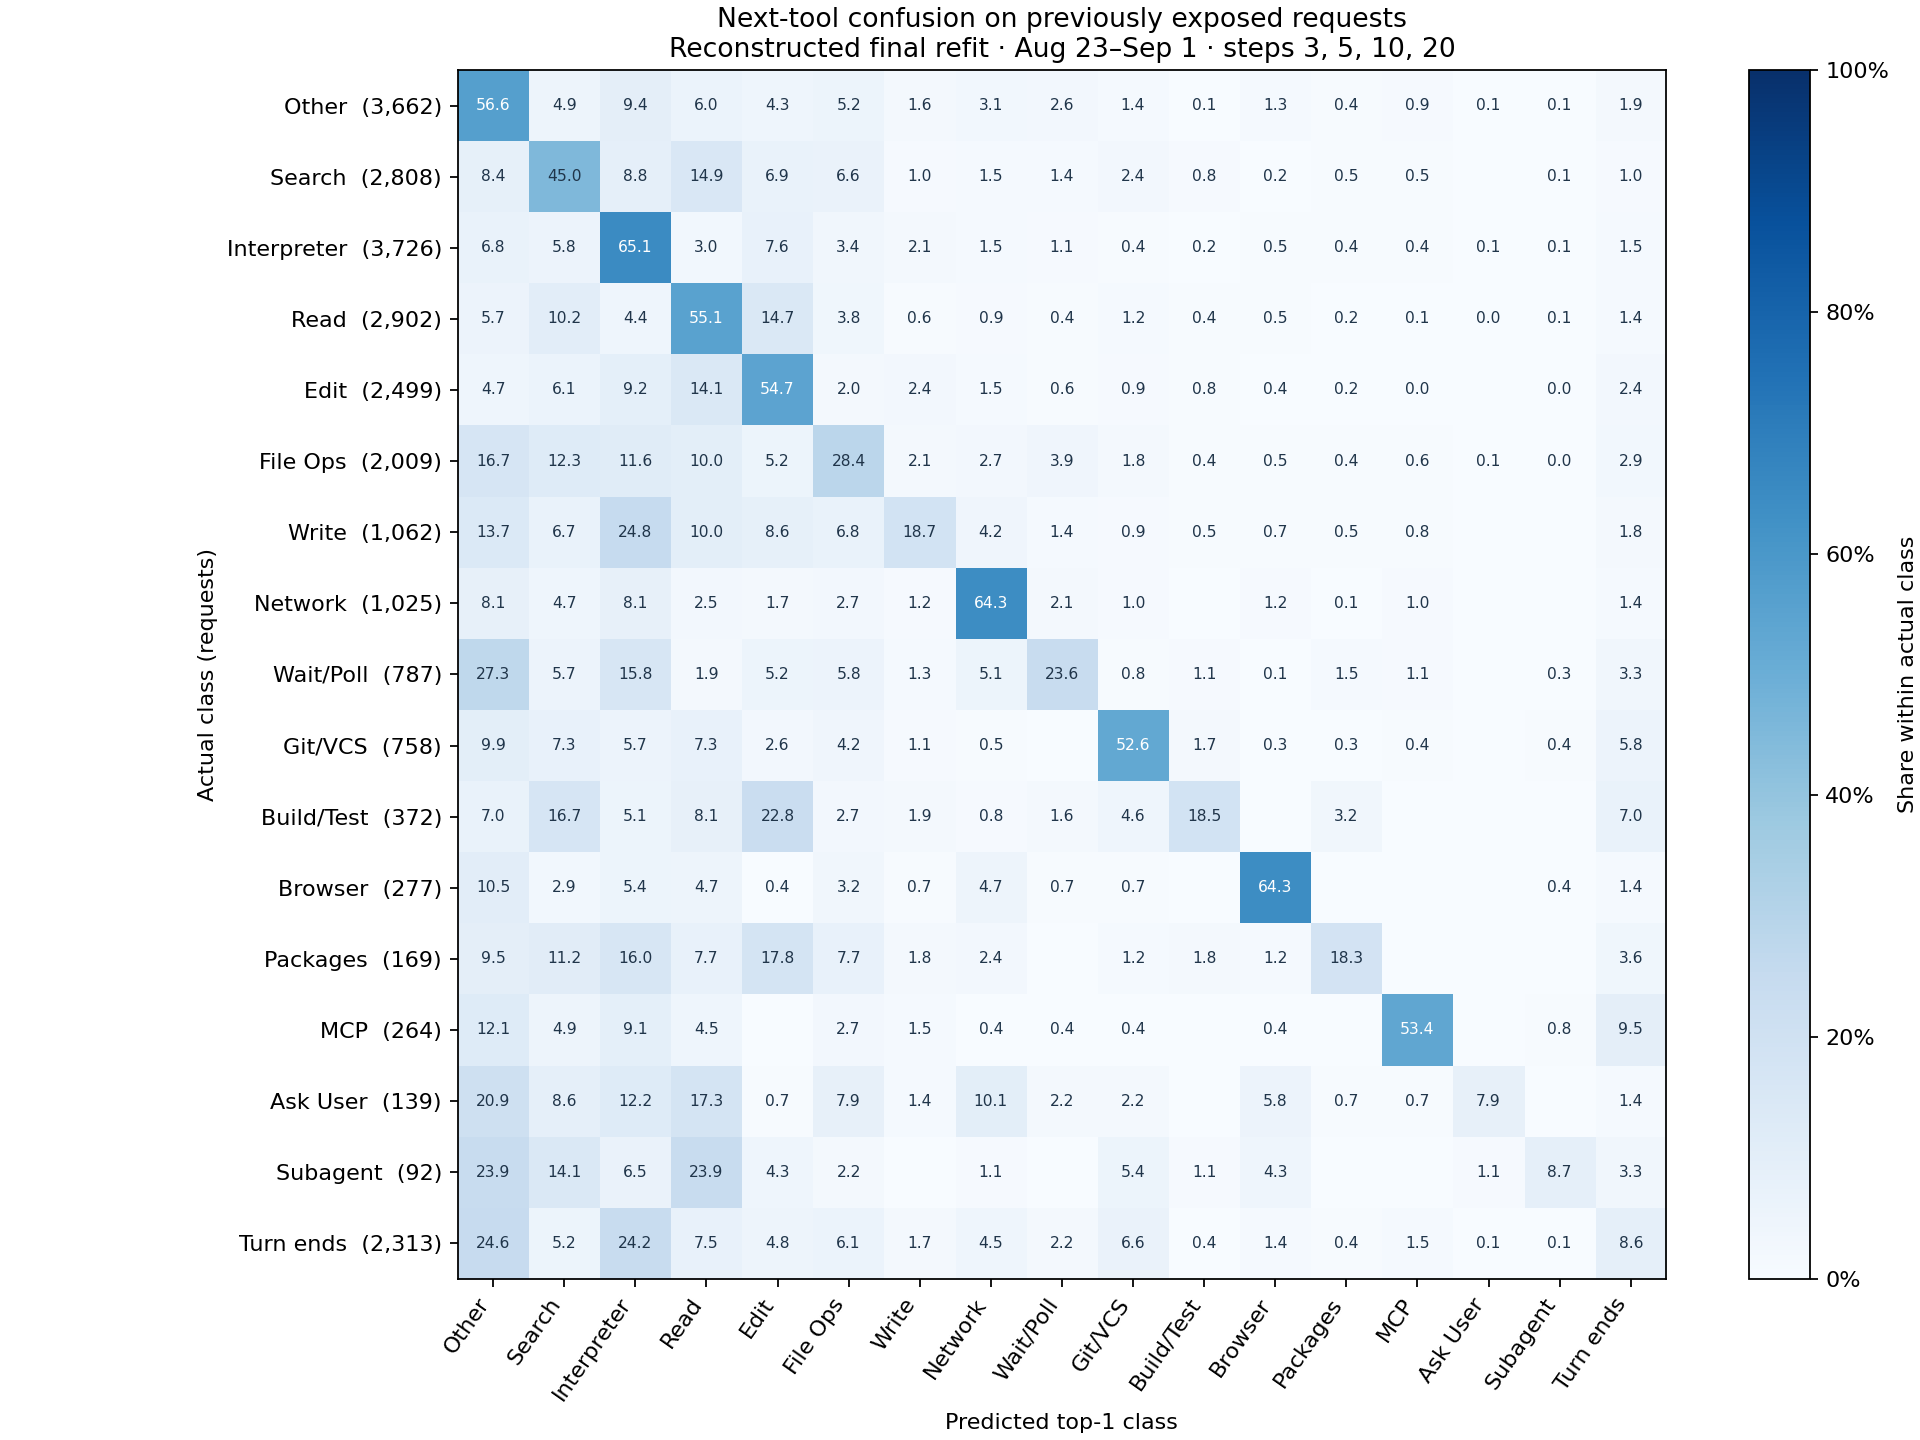 Next-tool confusion on previously exposed requests
Reconstructed final refit · Aug 23–Sep 1 · steps 3, 5, 10, 20
Other (3,662) 56.6 4.9 9.4 6.0 4.3 5.2 1.6 3.1 2.6 1.4 0.1 1.3 0.4 0.9 0.1 0.1 1.9
Search (2,808) 8.4 45.0 8.8 14.9 6.9 6.6 1.0 1.5 1.4 2.4 0.8 0.2 0.5 0.5 0.1 1.0
Interpreter (3,726) 6.8 5.8 65.1 3.0 7.6 3.4 2.1 1.5 1.1 0.4 0.2 0.5 0.4 0.4 0.1 0.1 1.5
Read (2,902) 5.7 10.2 4.4 55.1 14.7 3.8 0.6 0.9 0.4 1.2 0.4 0.5 0.2 0.1 0.0 0.1 1.4
Edit (2,499) 4.7 6.1 9.2 14.1 54.7 2.0 2.4 1.5 0.6 0.9 0.8 0.4 0.2 0.0 0.0 2.4
File Ops (2,009) 16.7 12.3 11.6 10.0 5.2 28.4 2.1 2.7 3.9 1.8 0.4 0.5 0.4 0.6 0.1 0.0 2.9
Write (1,062) 13.7 6.7 24.8 10.0 8.6 6.8 18.7 4.2 1.4 0.9 0.5 0.7 0.5 0.8 1.8
Network (1,025) 8.1 4.7 8.1 2.5 1.7 2.7 1.2 64.3 2.1 1.0 1.2 0.1 1.0 1.4
Wait/Poll (787) 27.3 5.7 15.8 1.9 5.2 5.8 1.3 5.1 23.6 0.8 1.1 0.1 1.5 1.1 0.3 3.3
Git/VCS (758) 9.9 7.3 5.7 7.3 2.6 4.2 1.1 0.5 52.6 1.7 0.3 0.3 0.4 0.4 5.8
Build/Test (372) 7.0 16.7 5.1 8.1 22.8 2.7 1.9 0.8 1.6 4.6 18.5 3.2 7.0
Browser (277) 10.5 2.9 5.4 4.7 0.4 3.2 0.7 4.7 0.7 0.7 64.3 0.4 1.4
Packages (169) 9.5 11.2 16.0 7.7 17.8 7.7 1.8 2.4 1.2 1.8 1.2 18.3 3.6
MCP (264) 12.1 4.9 9.1 4.5 2.7 1.5 0.4 0.4 0.4 0.4 53.4 0.8 9.5
Ask User (139) 20.9 8.6 12.2 17.3 0.7 7.9 1.4 10.1 2.2 2.2 5.8 0.7 0.7 7.9 1.4
Subagent (92) 23.9 14.1 6.5 23.9 4.3 2.2 1.1 5.4 1.1 4.3 1.1 8.7 3.3
Turn ends (2,313) 24.6 5.2 24.2 7.5 4.8 6.1 1.7 4.5 2.2 6.6 0.4 1.4 0.4 1.5 0.1 0.1 8.6
Other Search Interpreter Read Edit File Ops Write Network Wait/Poll Git/VCS Build/Test Browser Packages MCP Ask User Subagent Turn ends
Predicted top-1 class
Actual class (requests)
100%
80%
60%
40%
20%
0%
Share within actual class